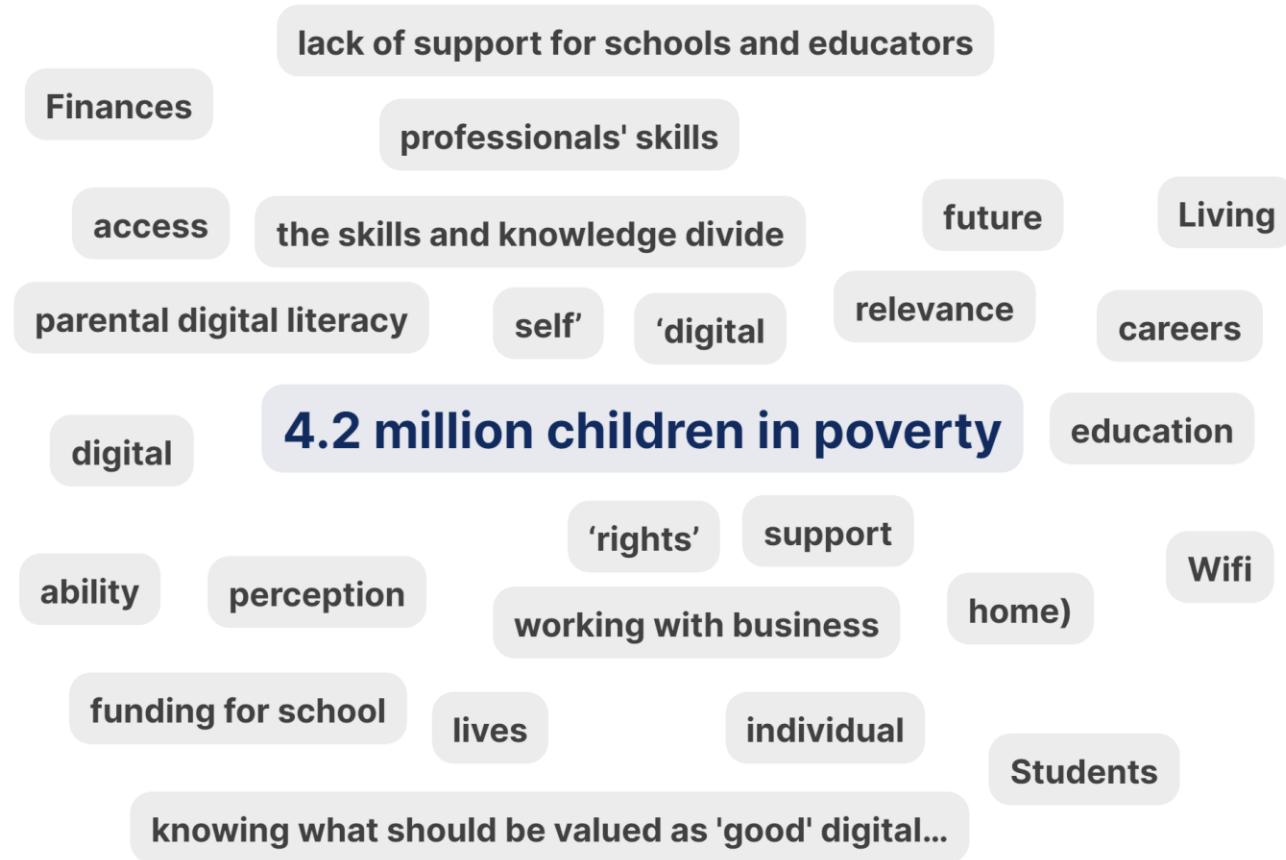 lack of support for schools and educators
Finances
professionals' skills
access
the skills and knowledge divide
future
Living
parental digital literacy
self’
‘digital
relevance
careers
4.2 million children in poverty
education
digital
‘rights’
support
Wifi
ability
perception
working with business
home)
funding for school
lives
individual
Students
knowing what should be valued as 'good' digital...